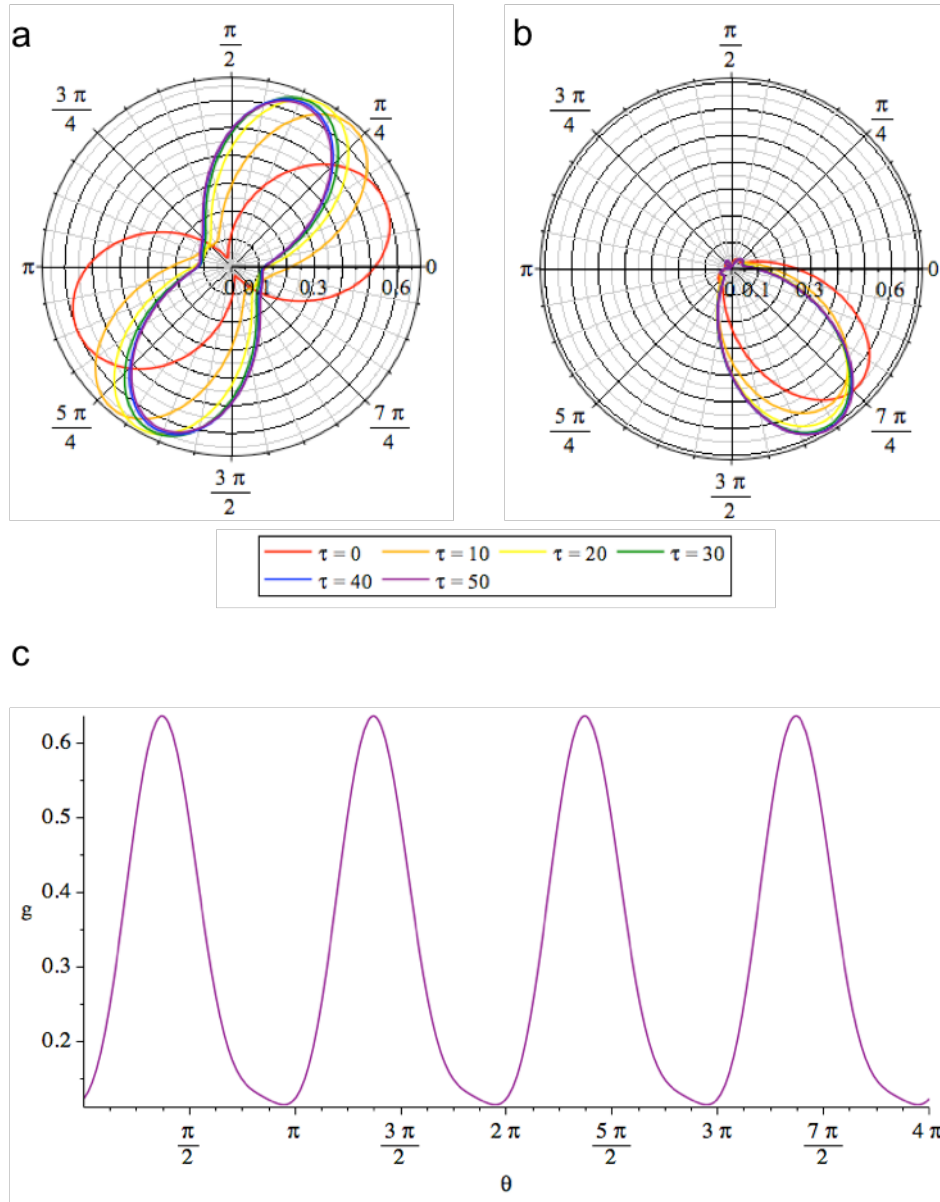 a
b
π/2
3 π/4
π/4
π
0
0 0.1 0.3 0.6
5 π/4
7 π/4
3 π/2
π/2
3 π/4
π/4
π
0
0.0.1 0.3 0.6
5 π/4
7 π/4
3 π/2
τ = 0 τ = 10 τ = 20 τ = 30
τ = 40 τ = 50
c
0.6
0.5
0.4
g
0.3
0.2
π/2 π 3 π/2 2 π 5 π/2 3 π 7 π/2 4 π
θ